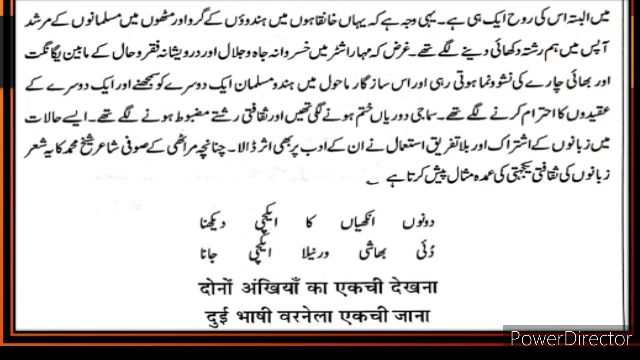 میں البتہ اس کی روح ایک ہی ہے۔ یہی وجہ ہے کہ یہاں خانقاہوں میں ہندوؤں کے گرو اور مٹھوں میں مسلمانوں کے مرشد
آپس میں ہم رشتہ دکھائی دینے لگے تھے۔ غرض کہ مہاراشٹر میں خسروانہ جاہ و جلال اور درویشانہ فقر و حال کے مابین یگانگت
اور بھائی چارے کی نشوونما ہوتی رہی اور اس سازگار ماحول میں ہندو مسلمان ایک دوسرے کو سمجھنے اور ایک دوسرے کے
عقیدوں کا احترام کرنے لگے تھے۔ سماجی دوریاں ختم ہونے لگی تھیں اور ثقافتی رشتے مضبوط ہونے لگے تھے۔ ایسے حالات
میں زبانوں کے اشتراک اور بلا تفریق استعمال نے ان کے ادب پر بھی اثر ڈالا۔ چنانچہ مراٹھی کے صوفی شاعر شیخ محمد کا یہ شعر
زبانوں کی ثقافتی یکجہتی کی عمدہ مثال پیش کرتا ہے ؎
دونوں انکھیاں کا ایکچی دیکھنا
دُئی بھاشی ورنیلا ایکچی جانا
दोनों अंखियाँ का एकची देखना
दुई भाषी वरनेला एकची जाना
PowerDirector